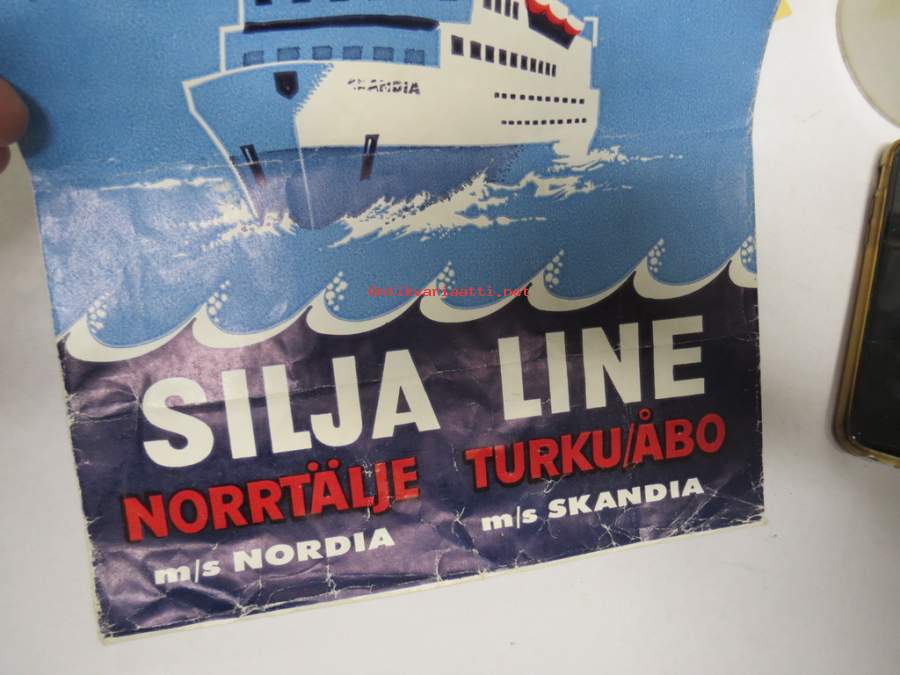 SKANDIA
antikvariaatti.net
SILJA LINE
NORRTÄLJE TURKU/ÅBO
m/s NORDIA m/s SKANDIA